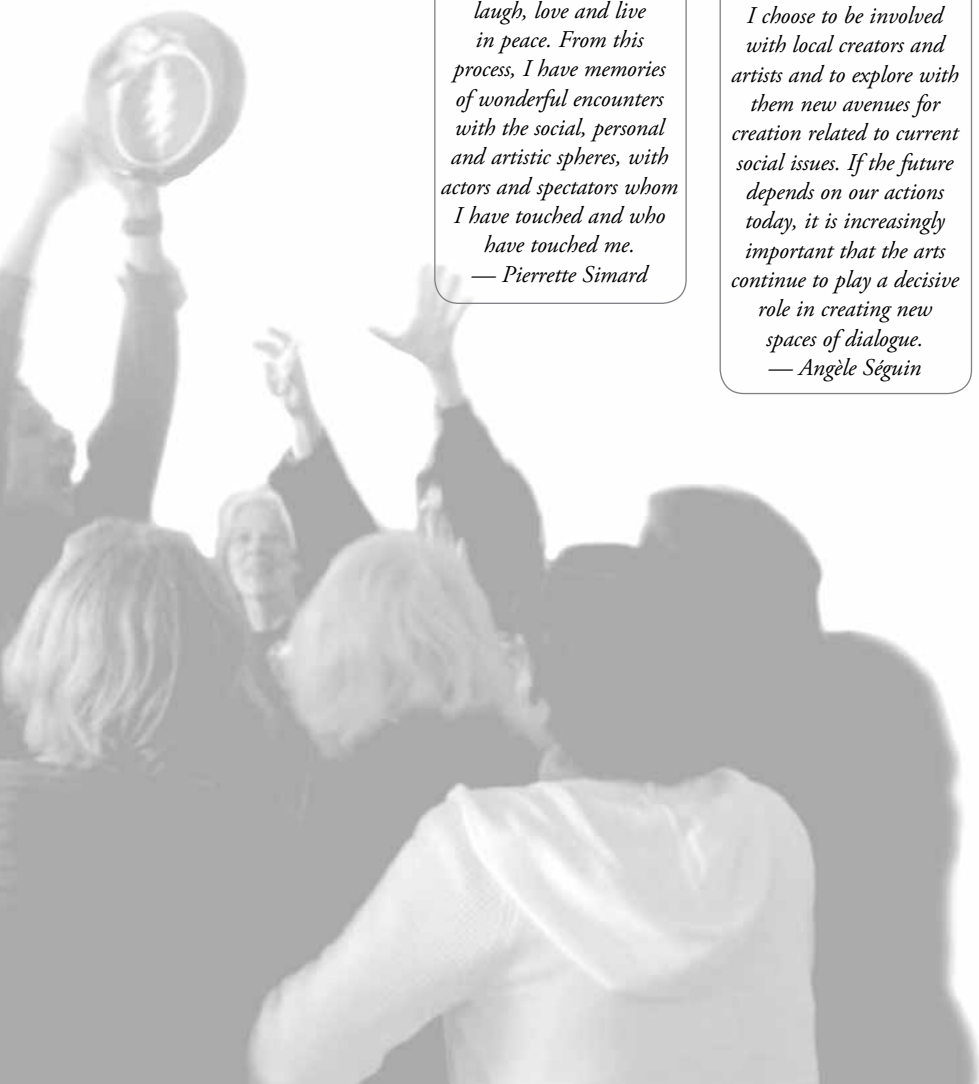 laugh, love and live
in peace. From this
process, I have memories
of wonderful encounters
with the social, personal
and artistic spheres, with
actors and spectators whom
I have touched and who
have touched me.
— Pierrette Simard
I choose to be involved
with local creators and
artists and to explore with
them new avenues for
creation related to current
social issues. If the future
depends on our actions
today, it is increasingly
important that the arts
continue to play a decisive
role in creating new
spaces of dialogue.
— Angèle Séguin